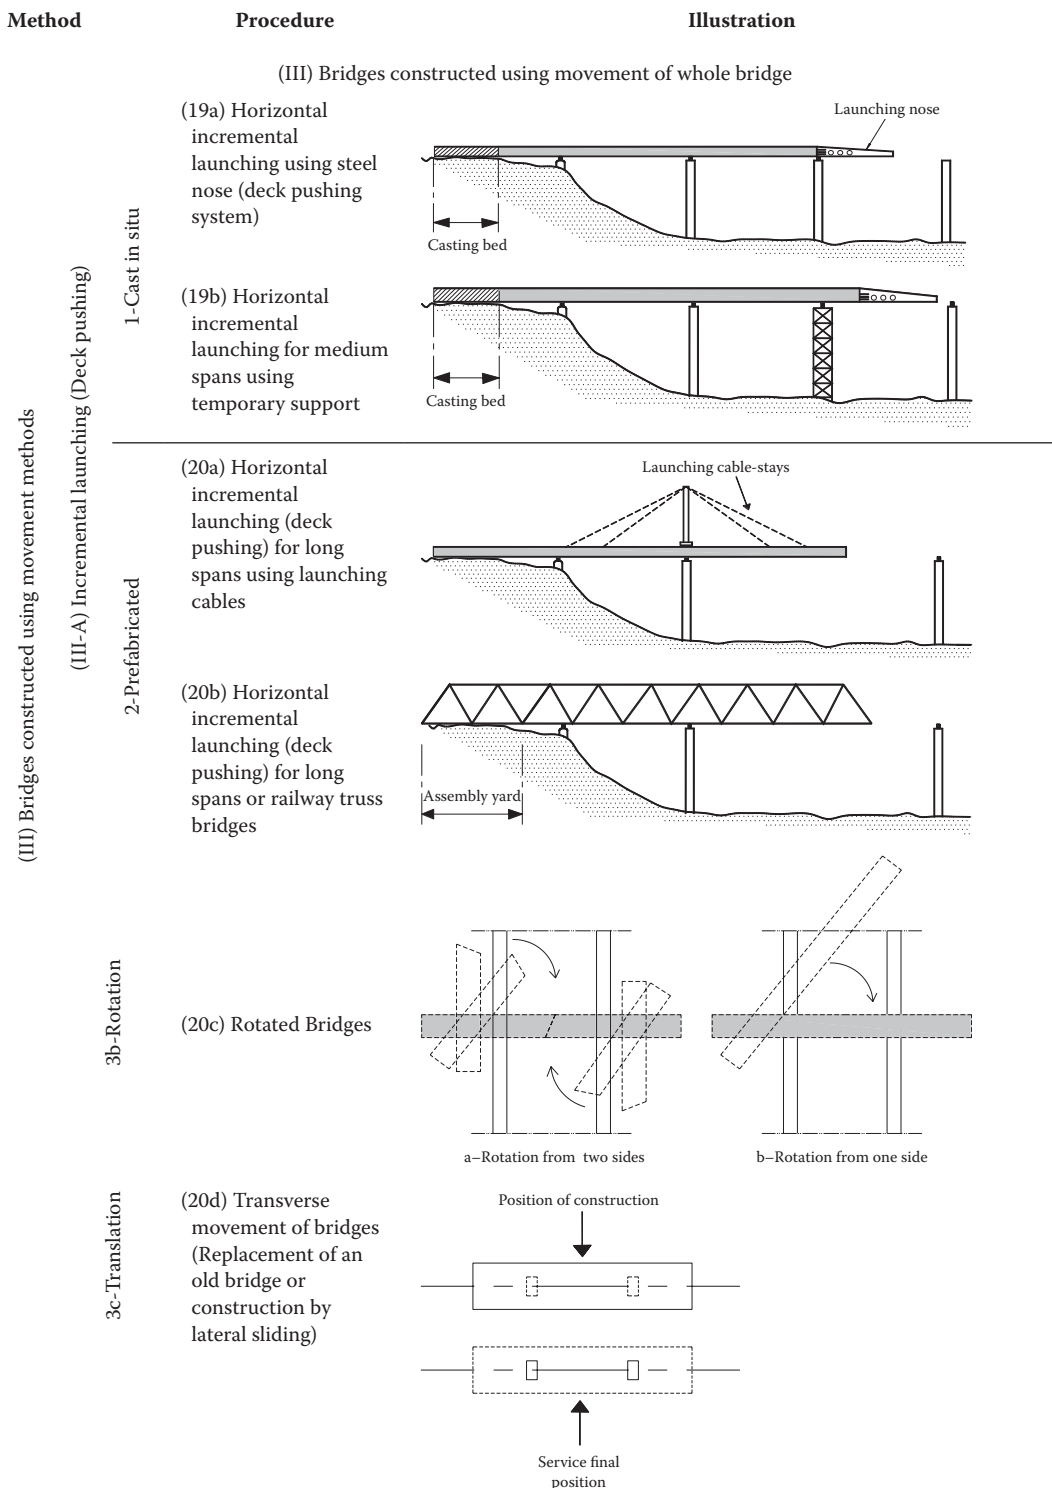 Method Procedure Illustration
(III) Bridges constructed using movement of whole bridge
(III) Bridges constructed using movement methods
(III-A) Incremental launching (Deck pushing)
1-Cast in situ
(19a) Horizontal
incremental
launching using steel
nose (deck pushing
system)
Launching nose
Casting bed
(19b) Horizontal
incremental
launching for medium
spans using
temporary support
Casting bed
2-Prefabricated
(20a) Horizontal
incremental
launching (deck
pushing) for long
spans using launching
cables
Launching cable-stays
(20b) Horizontal
incremental
launching (deck
pushing) for long
spans or railway truss
bridges
Assembly yard
3b-Rotation
(20c) Rotated Bridges
a–Rotation from two sides
b–Rotation from one side
3c-Translation
(20d) Transverse
movement of bridges
(Replacement of an
old bridge or
construction by
lateral sliding)
Position of construction
Service final
position